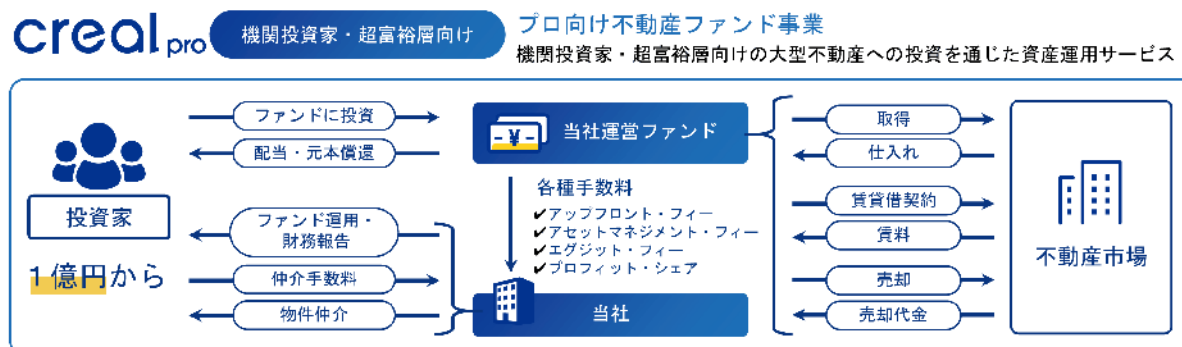 creal pro
機関投資家・超富裕層向け
プロ向け不動産ファンド事業
機関投資家・超富裕層向けの大型不動産への投資を通じた資産運用サービス
ファンドに投資
配当・元本償還
投資家
1億円から
ファンド運用・
財務報告
仲介手数料
物件仲介
¥
当社運営ファンド
各種手数料
✔アップフロント・フィー
✔アセットマネジメント・フィー
✔エグジット・フィー
✔プロフィット・シェア
当社
取得
仕入れ
賃貸借契約
賃料
売却
売却代金
不動産市場